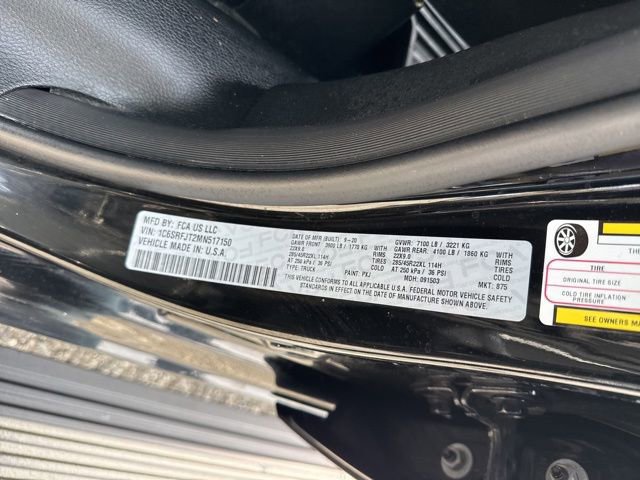 MFD BY: FCA US LLC
VIN: 1C6SRFJT2MN517150
VEHICLE MADE IN: U.S.A.
DATE OF MFR (BUILT): 9-20
GAWR FRONT: 3900 LB / 1770 KG
22X9.0
285/45R22XL 114H
AT 250 kPa / 36 PSI
TYPE: TRUCK
WITH
RIMS
TIRES
COLD
PAINT: PXJ
GVWR: 7100 LB / 3221 KG
GAWR REAR: 4100 LB / 1860 KG
22X9.0
285/45R22XL 114H
AT 250 kPa / 36 PSI
MDH: 091503
WITH
RIMS
TIRES
COLD
MKT: 875
THIS VEHICLE CONFORMS TO ALL APPLICABLE U.S.A. FEDERAL MOTOR VEHICLE SAFETY
STANDARDS IN EFFECT ON THE DATE OF MANUFACTURE SHOWN ABOVE.
TIRE
ORIGINAL TIRE SIZE
COLD TIRE INFLATION
PRESSURE
SEE OWNERS MA